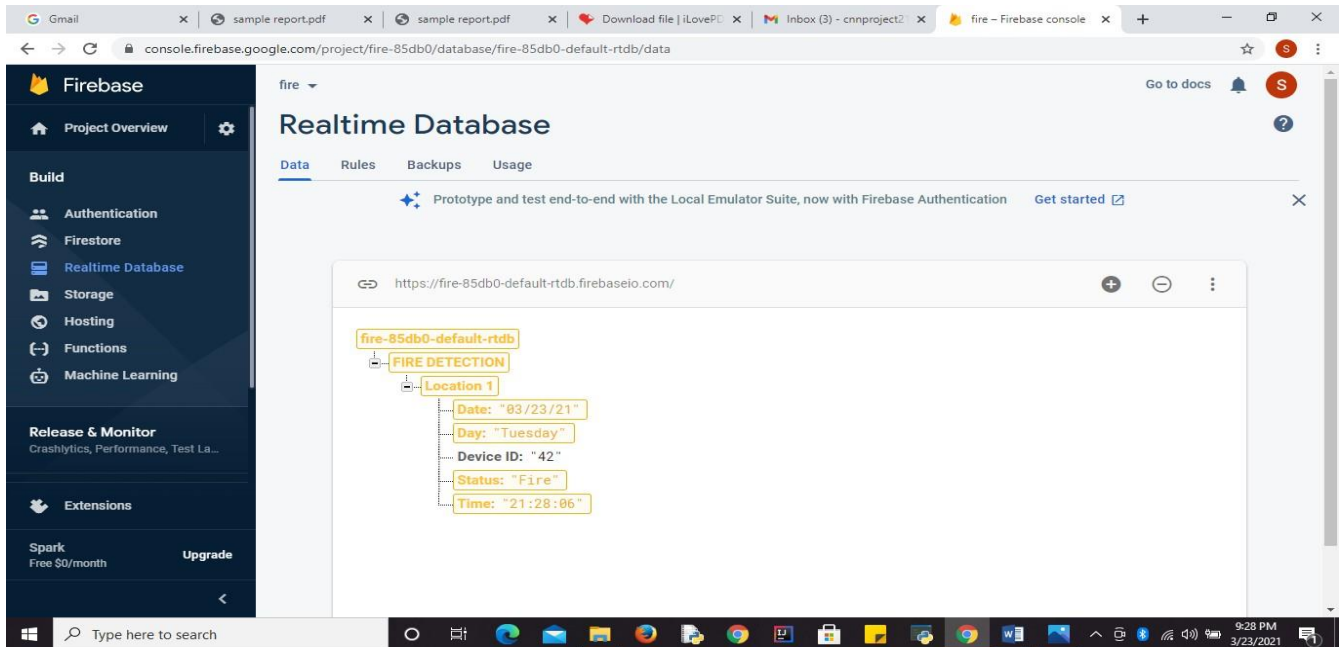 Gmail
sample report.pdf
sample report.pdf
Download file | iLovePD
Inbox (3) - cnnproject2
fire – Firebase console
console.firebase.google.com/project/fire-85db0/database/fire-85db0-default-rtdb/data
S
Firebase
fire
Go to docs
S
Project Overview
Realtime Database
Data Rules Backups Usage
Build
Prototype and test end-to-end with the Local Emulator Suite, now with Firebase Authentication Get started
Authentication
Firestore
Realtime Database
Storage
Hosting
Functions
Machine Learning
Release & Monitor
Crashlytics, Performance, Test La...
Extensions
Spark
Free $0/month
Upgrade
https://fire-85db0-default-rtdb.firebaseio.com/
fire-85db0-default-rtdb
FIRE DETECTION
Location 1
Date: "03/23/21"
Day: "Tuesday"
Device ID: "42"
Status: "Fire"
Time: "21:28:06"
Type here to search
9:28 PM
3/23/2021